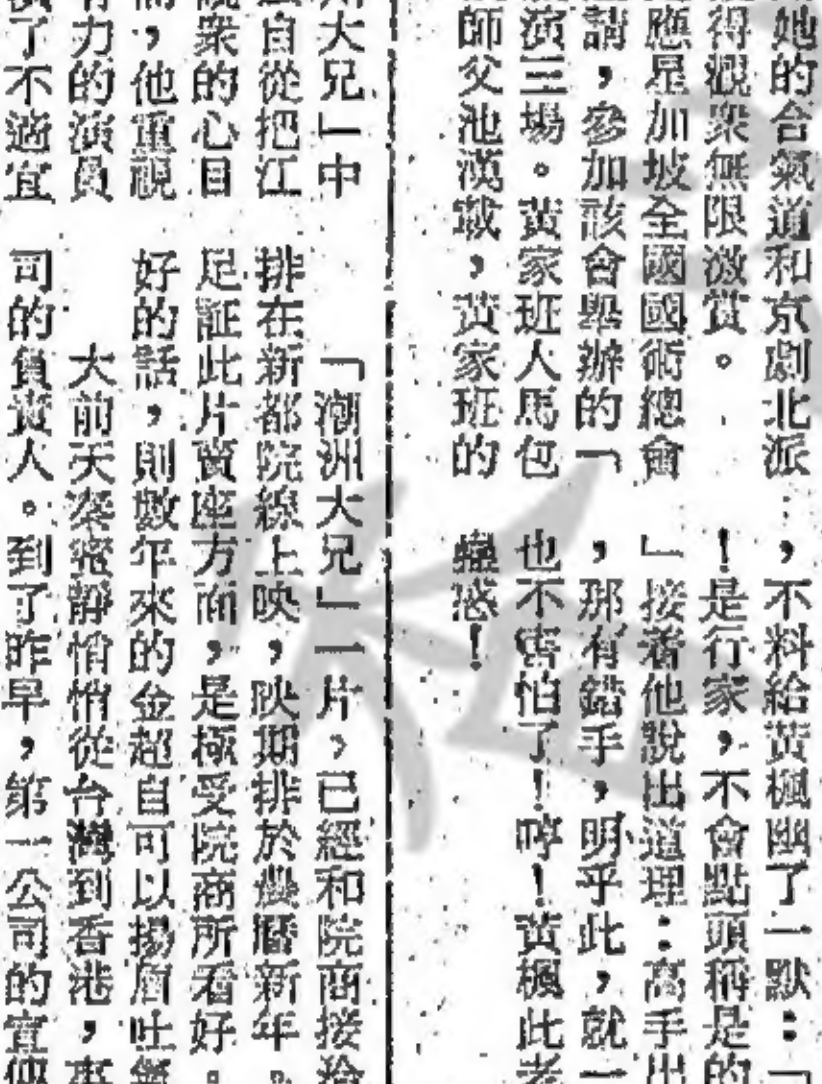 她的合氣道和京劇北派
得觀衆無限激賞。
應星加坡全國國術總會
請，參加該會舉辦的「
演三場。黃家班人馬包
師父池漢載，黃家班的
，不料給黃楓幽了一默：「
！是行家，不會點頭稱是的
」接着他說出道理：高手出
，那有錯手，明乎此，就一
也不害怕了！哼！黃楓此老
蠱惑！
大兄」中
自從把江
衆的心目
，他重視
力的演員
了不適宜
「潮洲大兄」一片，已經和院商接洽
排在新都院線上映，映期排於農曆新年。
足証此片賣座方面，是極受院商所看好。
好的話，則數年來的金超自可以揚眉吐氣
大前天密靜悄悄從台灣到香港，事
司的負責人。到了昨早，第一公司的宣傳